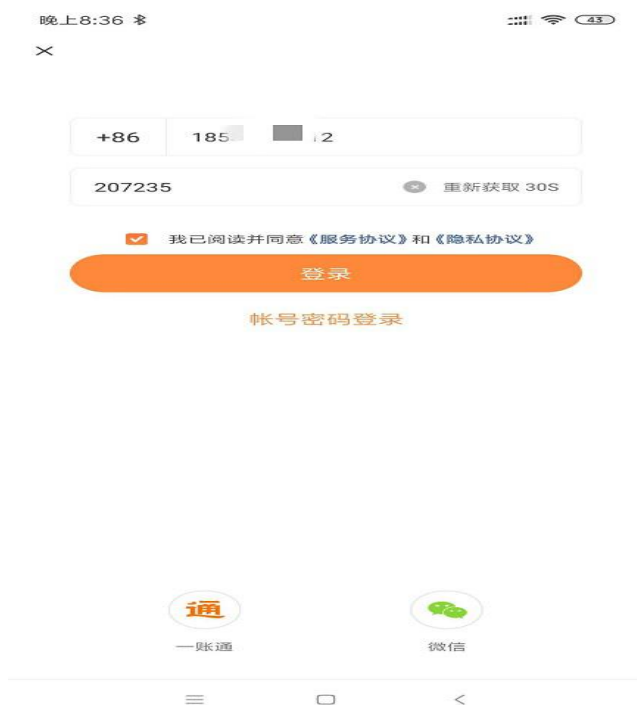 晚上8:36 43
+86 185 12
207235 重新获取 30S
我已阅读并同意《服务协议》和《隐私协议》
登录
帐号密码登录
通
一账通 微信